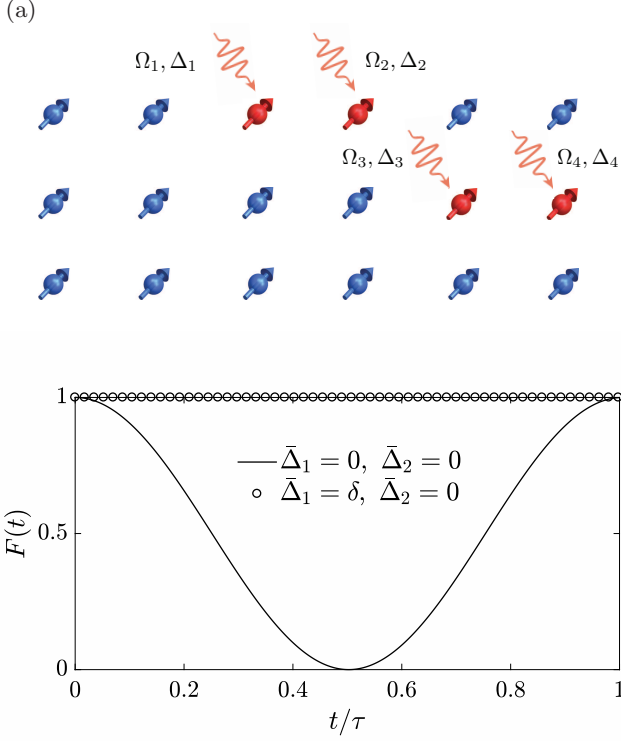 (a)
Ω₁, Δ₁
Ω₂, Δ₂
Ω₃, Δ₃
Ω₄, Δ₄
1
0.5
0
F(t)
Δ̄₁ = 0, Δ̄₂ = 0
Δ̄₁ = δ, Δ̄₂ = 0
0
0.2
0.4
0.6
0.8
1
t/τ